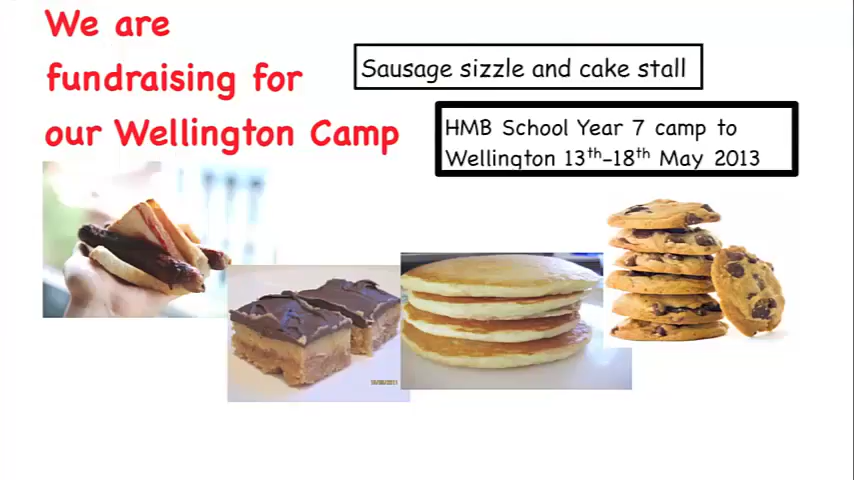 We are
fundraising for
our Wellington Camp
Sausage sizzle and cake stall
HMB School Year 7 camp to
Wellington 13th-18th May 2013